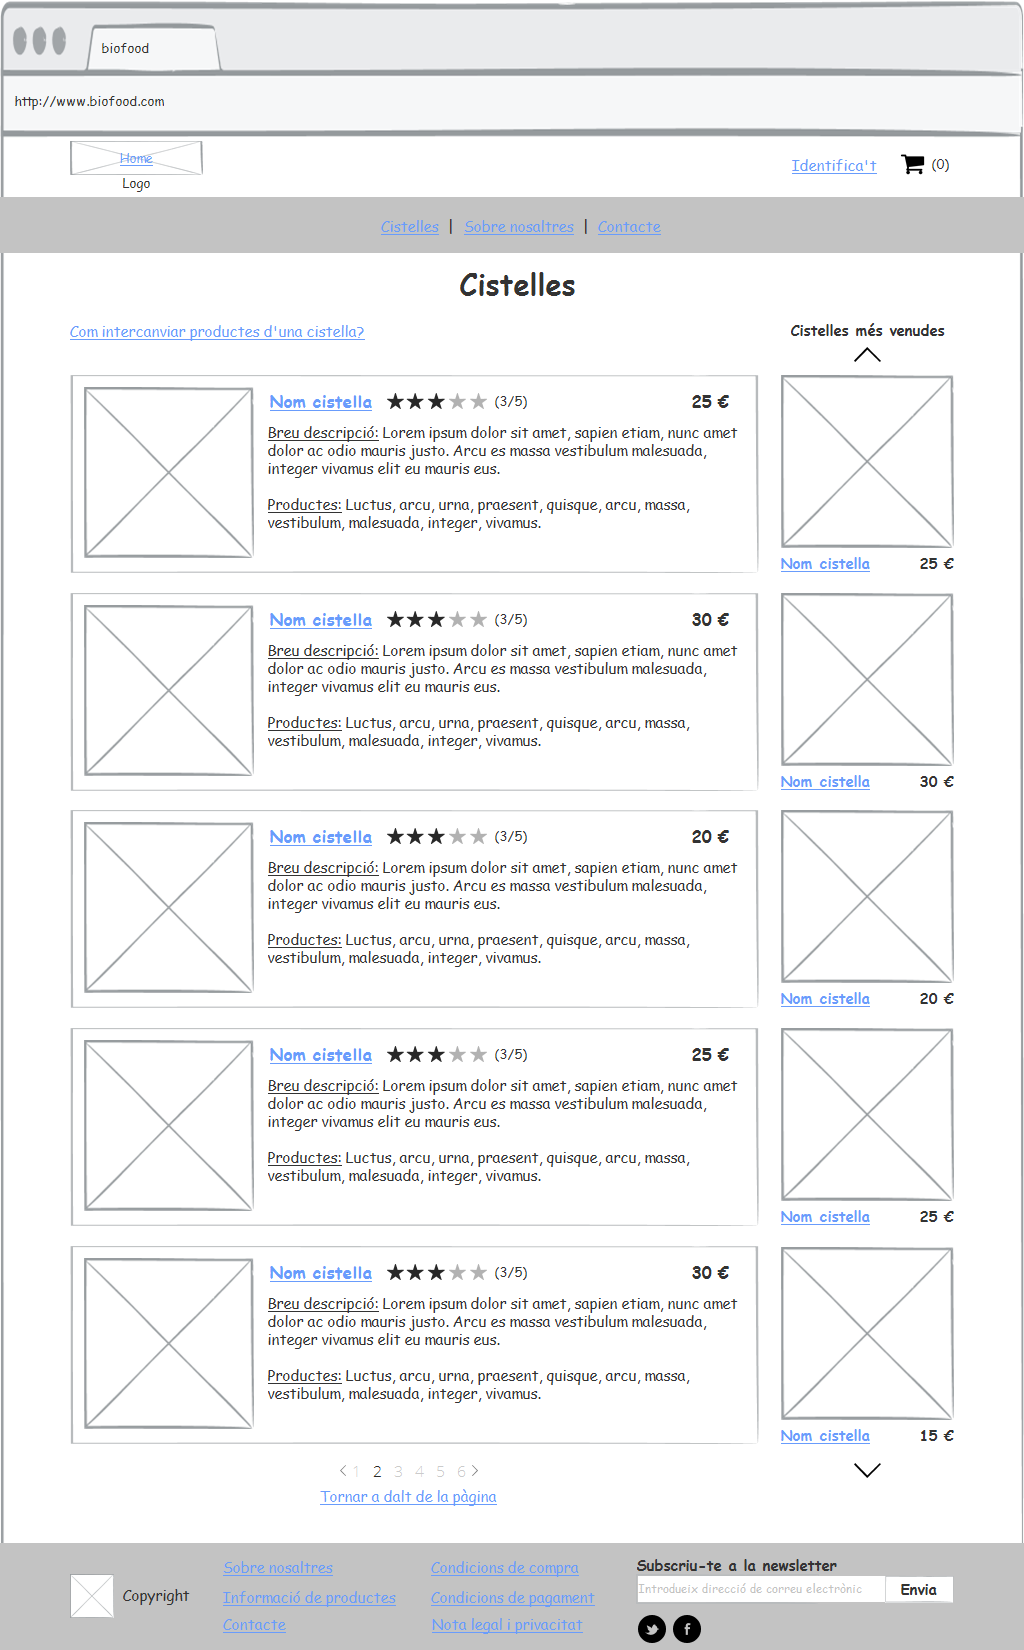 biofood
http://www.biofood.com
Home
Logo
Identifica't
(0)
Cistelles | Sobre nosaltres | Contacte
Cistelles
Com intercanviar productes d'una cistella?
Cistelles més venudes
Nom cistella (3/5) 25 €
Breu descripció: Lorem ipsum dolor sit amet, sapien etiam, nunc amet
dolor ac odio mauris justo. Arcu es massa vestibulum malesuada,
integer vivamus elit eu mauris eus.
Productes: Luctus, arcu, urna, praesent, quisque, arcu, massa,
vestibulum, malesuada, integer, vivamus.
Nom cistella 25 €
Nom cistella (3/5) 30 €
Breu descripció: Lorem ipsum dolor sit amet, sapien etiam, nunc amet
dolor ac odio mauris justo. Arcu es massa vestibulum malesuada,
integer vivamus elit eu mauris eus.
Productes: Luctus, arcu, urna, praesent, quisque, arcu, massa,
vestibulum, malesuada, integer, vivamus.
Nom cistella 30 €
Nom cistella (3/5) 20 €
Breu descripció: Lorem ipsum dolor sit amet, sapien etiam, nunc amet
dolor ac odio mauris justo. Arcu es massa vestibulum malesuada,
integer vivamus elit eu mauris eus.
Productes: Luctus, arcu, urna, praesent, quisque, arcu, massa,
vestibulum, malesuada, integer, vivamus.
Nom cistella 20 €
Nom cistella (3/5) 25 €
Breu descripció: Lorem ipsum dolor sit amet, sapien etiam, nunc amet
dolor ac odio mauris justo. Arcu es massa vestibulum malesuada,
integer vivamus elit eu mauris eus.
Productes: Luctus, arcu, urna, praesent, quisque, arcu, massa,
vestibulum, malesuada, integer, vivamus.
Nom cistella 25 €
Nom cistella (3/5) 30 €
Breu descripció: Lorem ipsum dolor sit amet, sapien etiam, nunc amet
dolor ac odio mauris justo. Arcu es massa vestibulum malesuada,
integer vivamus elit eu mauris eus.
Productes: Luctus, arcu, urna, praesent, quisque, arcu, massa,
vestibulum, malesuada, integer, vivamus.
Nom cistella 15 €
1 2 3 4 5 6
Tornar a dalt de la pàgina
Copyright
Sobre nosaltres
Informació de productes
Contacte
Condicions de compra
Condicions de pagament
Nota legal i privacitat
Subscriu-te a la newsletter
Introdueix direcció de correu electrònic
Envia